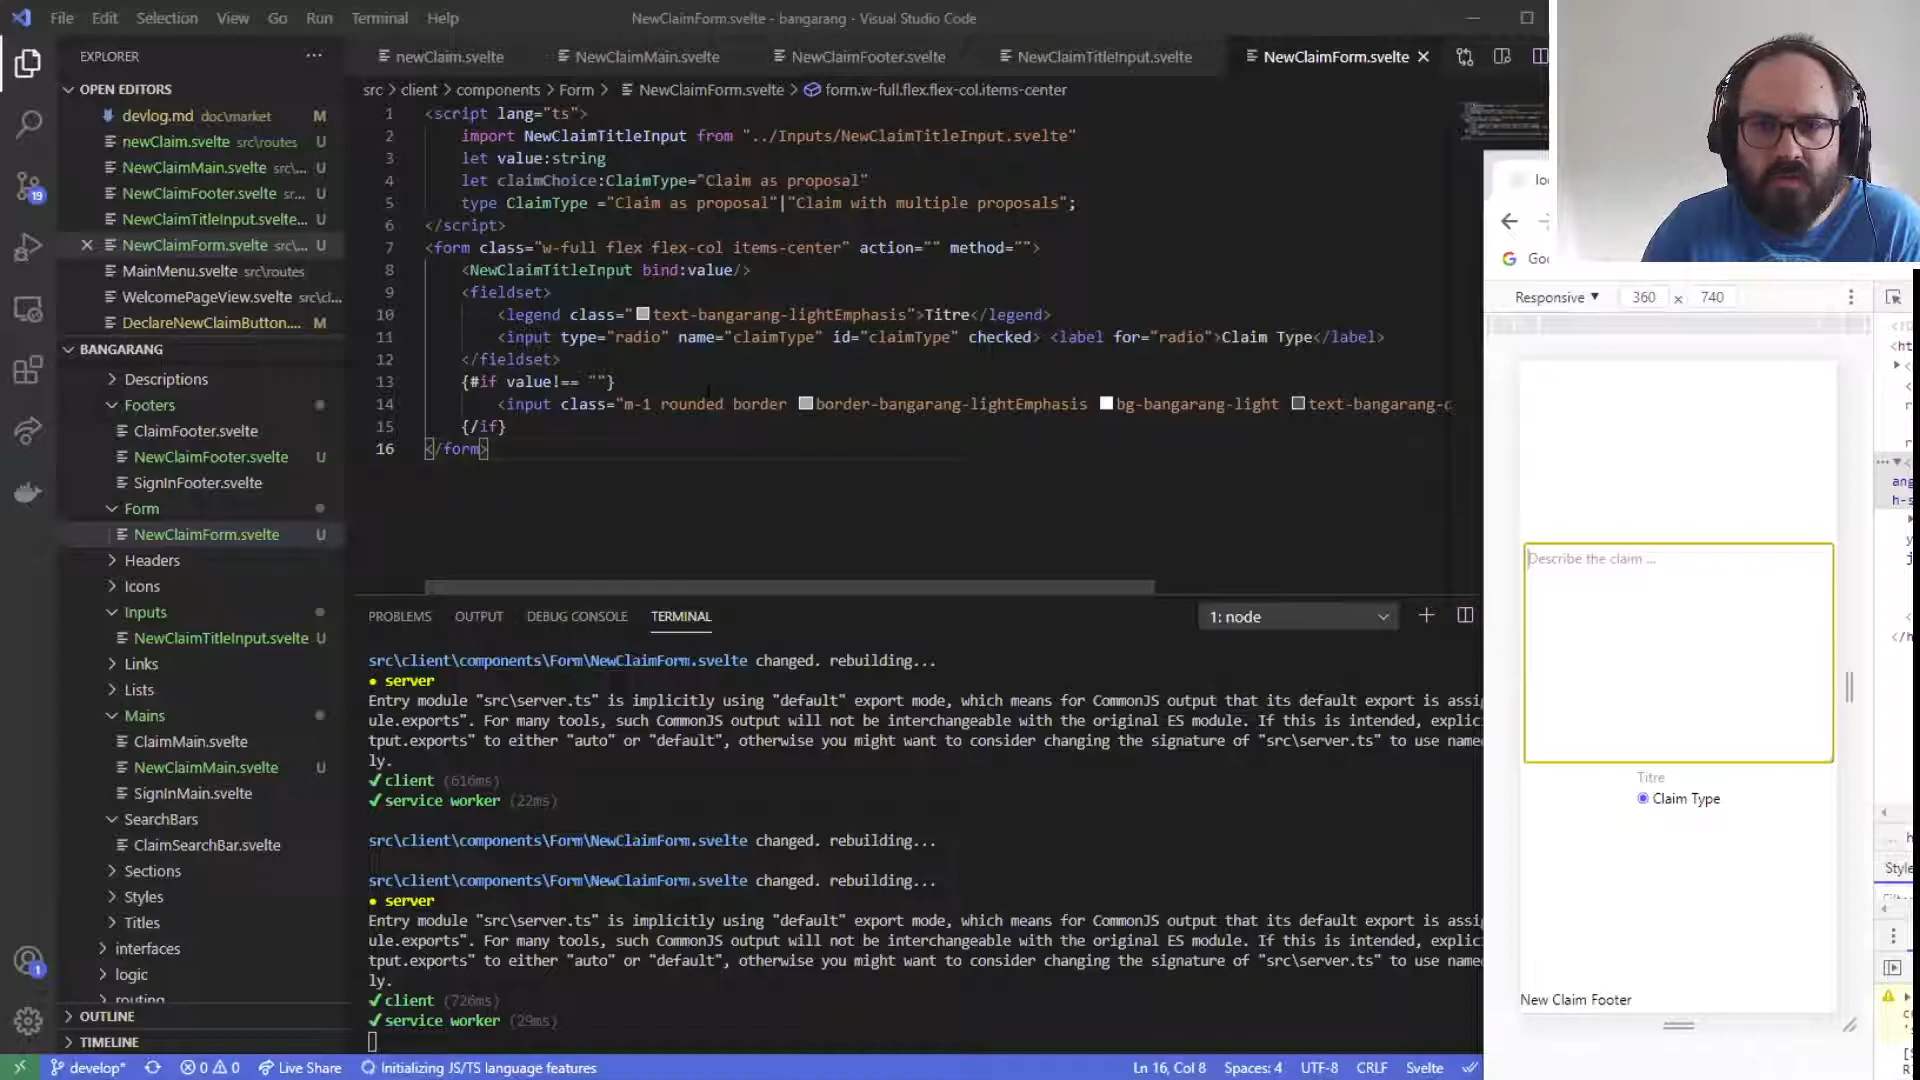 File Edit Selection View Go Run Terminal Help
NewClaimForm.svelte - bangarang - Visual Studio Code
EXPLORER
newClaim.svelte NewClaimMain.svelte NewClaimFooter.svelte NewClaimTitleInput.svelte NewClaimForm.svelte
src > client > components > Form > NewClaimForm.svelte > form.w-full.flex.flex-col.items-center
OPEN EDITORS
devlog.md doc\market M
newClaim.svelte src\routes U
NewClaimMain.svelte src\... U
NewClaimFooter.svelte sr... U
NewClaimTitleInput.svelte... U
NewClaimForm.svelte src\... U
MainMenu.svelte src\routes
WelcomePageView.svelte src\cl...
DeclareNewClaimButton.... M
BANGARANG
Descriptions
Footers
ClaimFooter.svelte
NewClaimFooter.svelte U
SignInFooter.svelte
Form
NewClaimForm.svelte U
Headers
Icons
Inputs
NewClaimTitleInput.svelte U
Links
Lists
Mains
ClaimMain.svelte
NewClaimMain.svelte U
SignInMain.svelte
SearchBars
ClaimSearchBar.svelte
Sections
Styles
Titles
interfaces
logic
routing
OUTLINE
TIMELINE
19
1
1 <script lang="ts">
2 import NewClaimTitleInput from "../Inputs/NewClaimTitleInput.svelte"
3 let value:string
4 let claimChoice:ClaimType="Claim as proposal"
5 type ClaimType ="Claim as proposal"|"Claim with multiple proposals";
6 </script>
7 <form class="w-full flex flex-col items-center" action="" method="">
8 <NewClaimTitleInput bind:value/>
9 <fieldset>
10 <legend class="text-bangarang-lightEmphasis">Titre</legend>
11 <input type="radio" name="claimType" id="claimType" checked> <label for="radio">Claim Type</label>
12 </fieldset>
13 {#if value!== ""}
14 <input class="m-1 rounded border border-bangarang-lightEmphasis bg-bangarang-light text-bangarang-
15 {/if}
16 </form>
PROBLEMS OUTPUT DEBUG CONSOLE TERMINAL 1: node
src\client\components\Form\NewClaimForm.svelte changed. rebuilding...
• server
Entry module "src\server.ts" is implicitly using "default" export mode, which means for CommonJS output that its default export is assi
ule.exports". For many tools, such CommonJS output will not be interchangeable with the original ES module. If this is intended, explic
tput.exports" to either "auto" or "default", otherwise you might want to consider changing the signature of "src\server.ts" to use name
ly.
✔client (616ms)
✔service worker (22ms)
src\client\components\Form\NewClaimForm.svelte changed. rebuilding...
src\client\components\Form\NewClaimForm.svelte changed. rebuilding...
• server
Entry module "src\server.ts" is implicitly using "default" export mode, which means for CommonJS output that its default export is assi
ule.exports". For many tools, such CommonJS output will not be interchangeable with the original ES module. If this is intended, explic
tput.exports" to either "auto" or "default", otherwise you might want to consider changing the signature of "src\server.ts" to use name
ly.
✔client (726ms)
✔service worker (29ms)
develop* 0 0 Live Share Initializing JS/TS language features
Ln 16, Col 8 Spaces: 4 UTF-8 CRLF Svelte
Goo
Responsive 360 x 740
Describe the claim ...
Titre
Claim Type
New Claim Footer
Style